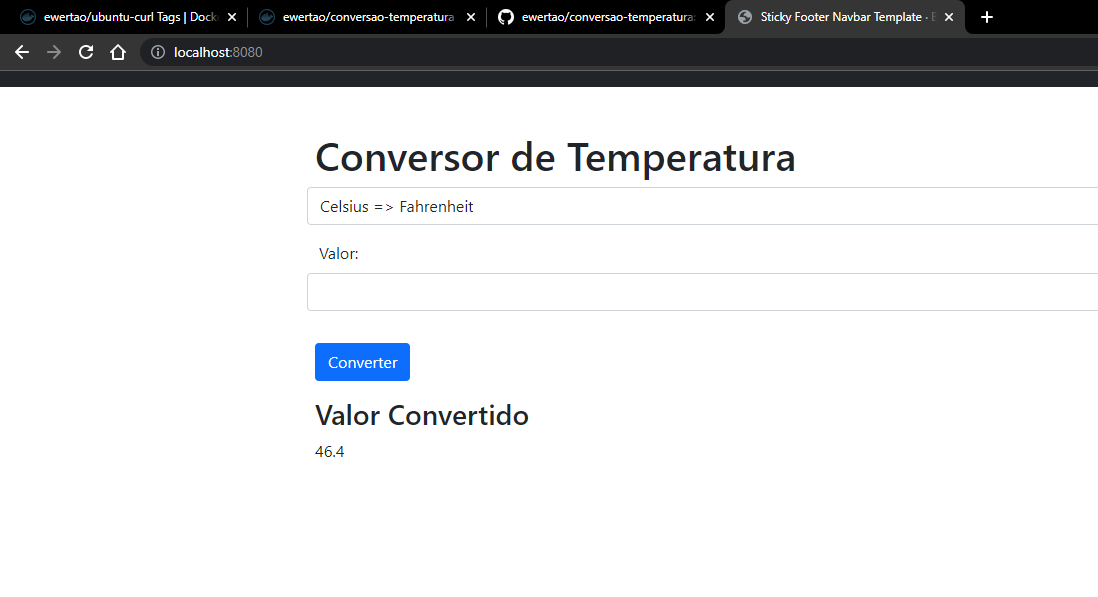 ewertao/ubuntu-curl Tags | Dock
ewertao/conversao-temperatura
ewertao/conversao-temperatura:
Sticky Footer Navbar Template ·
localhost:8080
Conversor de Temperatura
Celsius => Fahrenheit
Valor:
Converter
Valor Convertido
46.4